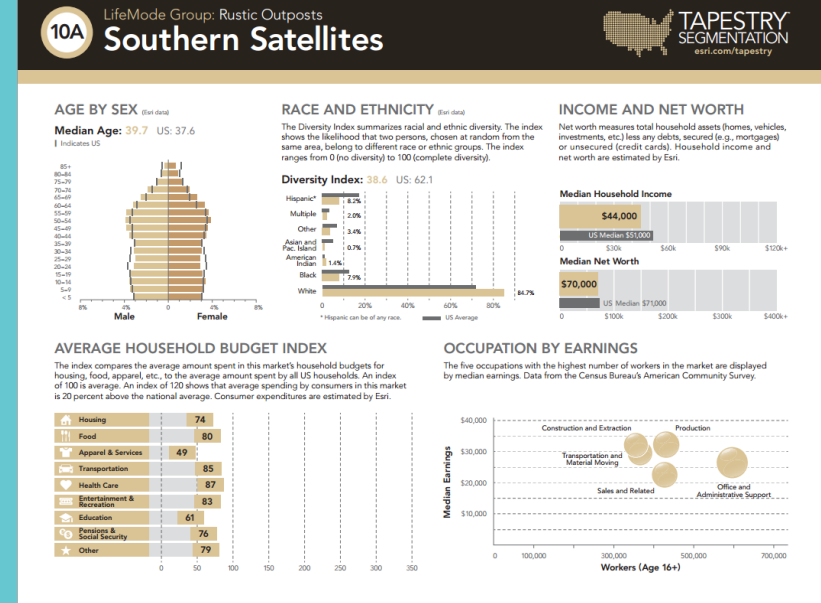 10A
LifeMode Group: Rustic Outposts
Southern Satellites
TAPESTRY™
SEGMENTATION
esri.com/tapestry
AGE BY SEX (Esri data)
Median Age: 39.7 US: 37.6
Indicates US
85+
80–84
75–79
70–74
65–69
60–64
55–59
50–54
45–49
40–44
35–39
30–34
25–29
20–24
15–19
10–14
5–9
< 5
8% 4% 0 4% 8%
Male Female
RACE AND ETHNICITY (Esri data)
The Diversity Index summarizes racial and ethnic diversity. The index
shows the likelihood that two persons, chosen at random from the
same area, belong to different race or ethnic groups. The index
ranges from 0 (no diversity) to 100 (complete diversity).
Diversity Index: 38.6 US: 62.1
Hispanic* 8.2%
Multiple 2.0%
Other 3.4%
Asian and
Pac. Island 0.7%
American
Indian 1.4%
Black 7.9%
White 84.7%
0 20% 40% 60% 80%
* Hispanic can be of any race. US Average
INCOME AND NET WORTH
Net worth measures total household assets (homes, vehicles,
investments, etc.) less any debts, secured (e.g., mortgages)
or unsecured (credit cards). Household income and
net worth are estimated by Esri.
Median Household Income
$44,000
US Median $51,000
0 $30k $60k $90k $120k+
Median Net Worth
$70,000
US Median $71,000
0 $100k $200k $300k $400k+
AVERAGE HOUSEHOLD BUDGET INDEX
The index compares the average amount spent in this market's household budgets for
housing, food, apparel, etc., to the average amount spent by all US households. An index
of 100 is average. An index of 120 shows that average spending by consumers in this market
is 20 percent above the national average. Consumer expenditures are estimated by Esri.
Housing 74
Food 80
Apparel & Services 49
Transportation 85
Health Care 87
Entertainment &
Recreation 83
Education 61
Pensions &
Social Security 76
Other 79
0 50 100 150 200 250 300 350
OCCUPATION BY EARNINGS
The five occupations with the highest number of workers in the market are displayed
by median earnings. Data from the Census Bureau's American Community Survey.
Median Earnings
$40,000
$30,000
$20,000
$10,000
Construction and Extraction
Production
Transportation and
Material Moving
Sales and Related
Office and
Administrative Support
0 100,000 300,000 500,000 700,000
Workers (Age 16+)